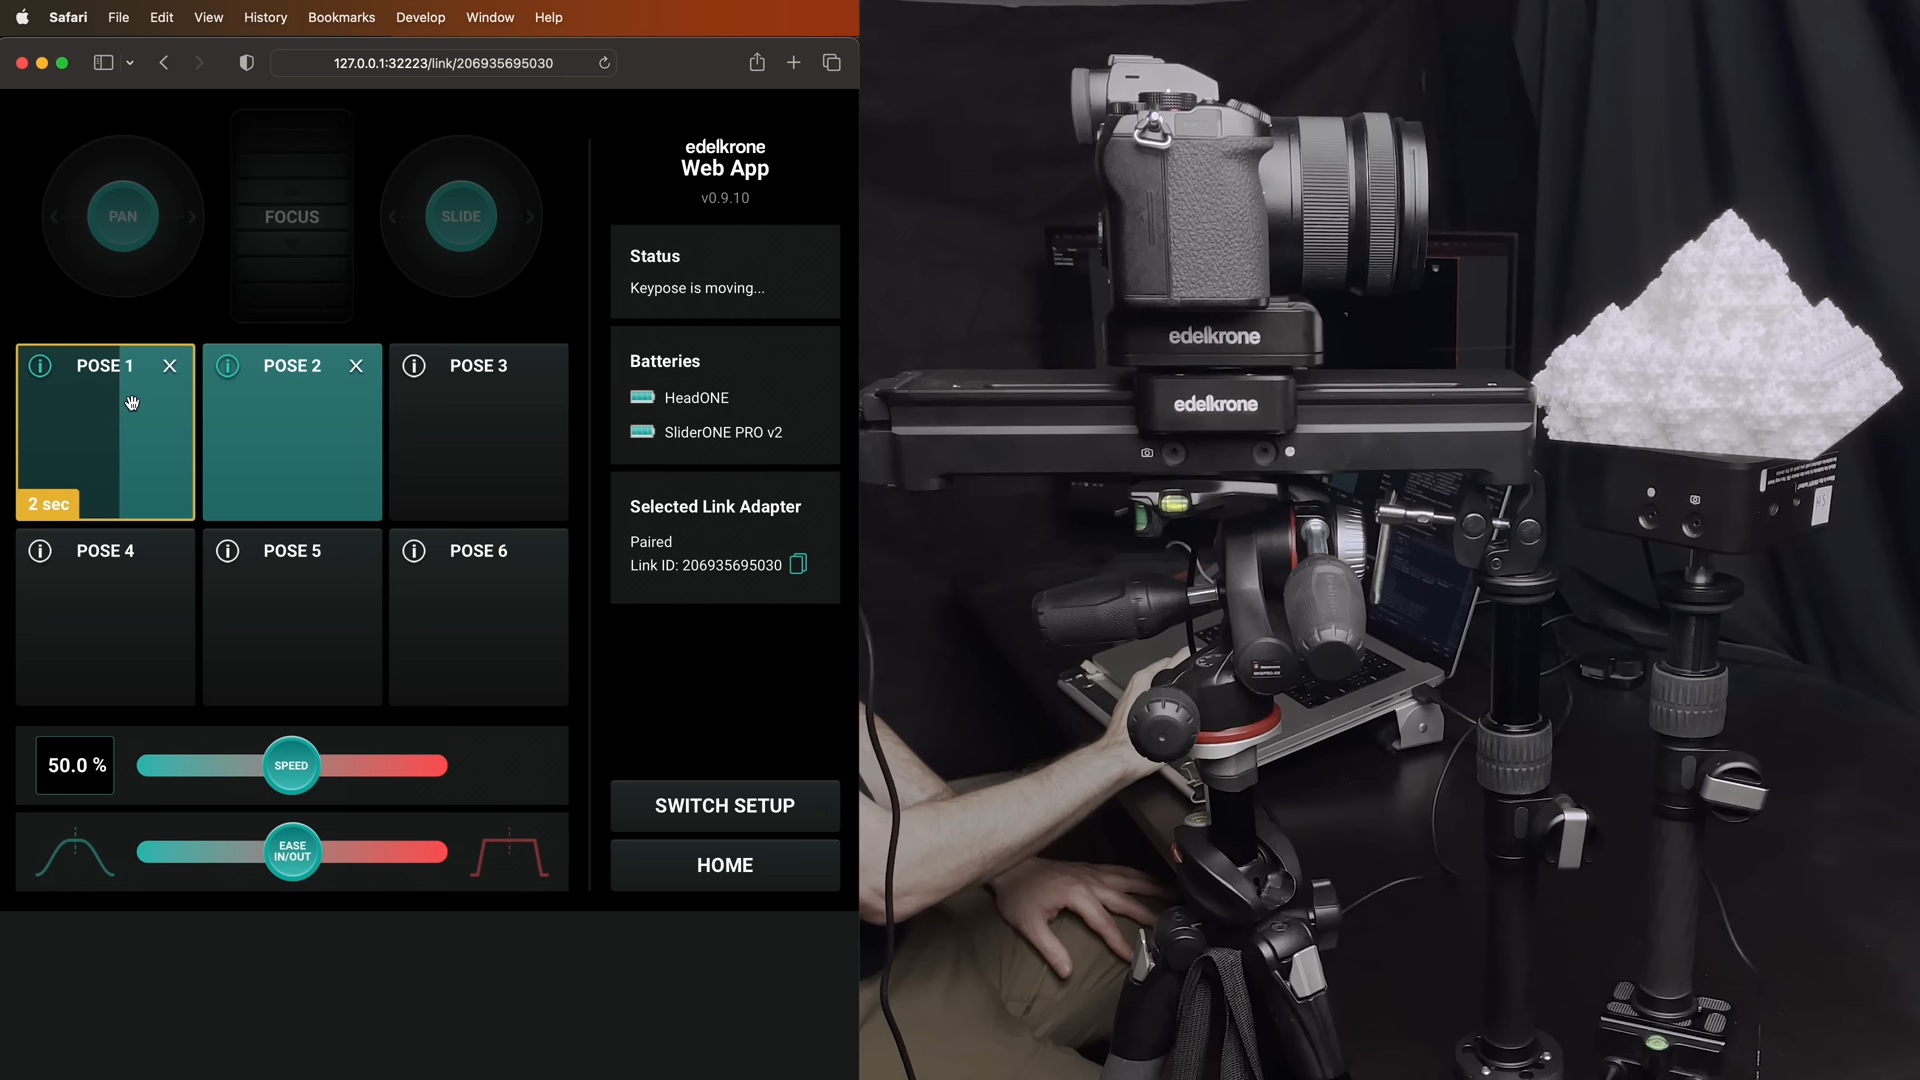 Safari File Edit View History Bookmarks Develop Window Help
127.0.0.1:32223/link/206935695030
PAN
FOCUS
SLIDE
edelkrone
Web App
v0.9.10
Status
Keypose is moving...
Batteries
HeadONE
SliderONE PRO v2
Selected Link Adapter
Paired
Link ID: 206935695030
POSE 1
2 sec
POSE 2
POSE 3
POSE 4
POSE 5
POSE 6
50.0 %
SPEED
EASE
IN/OUT
SWITCH SETUP
HOME
edelkrone
edelkrone